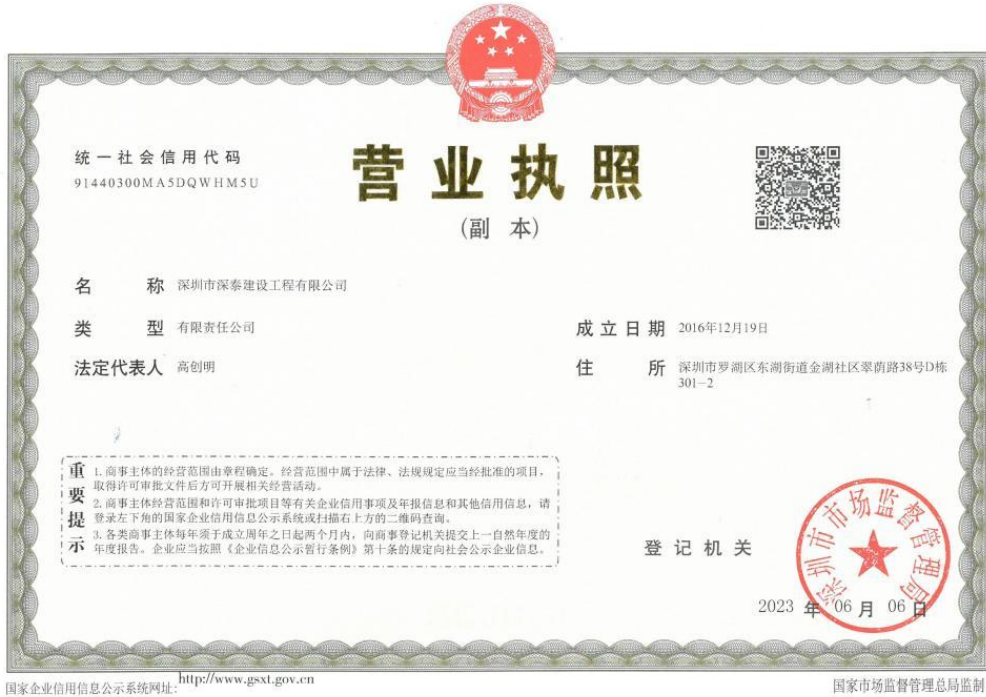 统一社会信用代码
91440300MA5DQWHM5U
营业执照
(副 本)
名 称 深圳市深泰建设工程有限公司
类 型 有限责任公司
成立日期 2016年12月19日
法定代表人 高创明
住 所 深圳市罗湖区东湖街道金湖社区翠荫路38号D栋
301-2
重要提示
1.商事主体的经营范围由章程确定。经营范围中属于法律、法规规定应当经批准的项目,
取得许可审批文件后方可开展相关经营活动。
2.商事主体经营范围和许可审批项目等有关企业信用事项及年报信息和其他信用信息,请
登录左下角的国家企业信用信息公示系统或扫描右上方的二维码查询。
3.各类商事主体每年须于成立周年之日起两个月内,向商事登记机关提交上一自然年度的
年度报告。企业应当按照《企业信息公示暂行条例》第十条的规定向社会公示企业信息。
登记机关
深圳市市场监督管理局
2023 年 06 月 06 日
国家企业信用信息公示系统网址:http://www.gsxt.gov.cn
国家市场监督管理总局监制